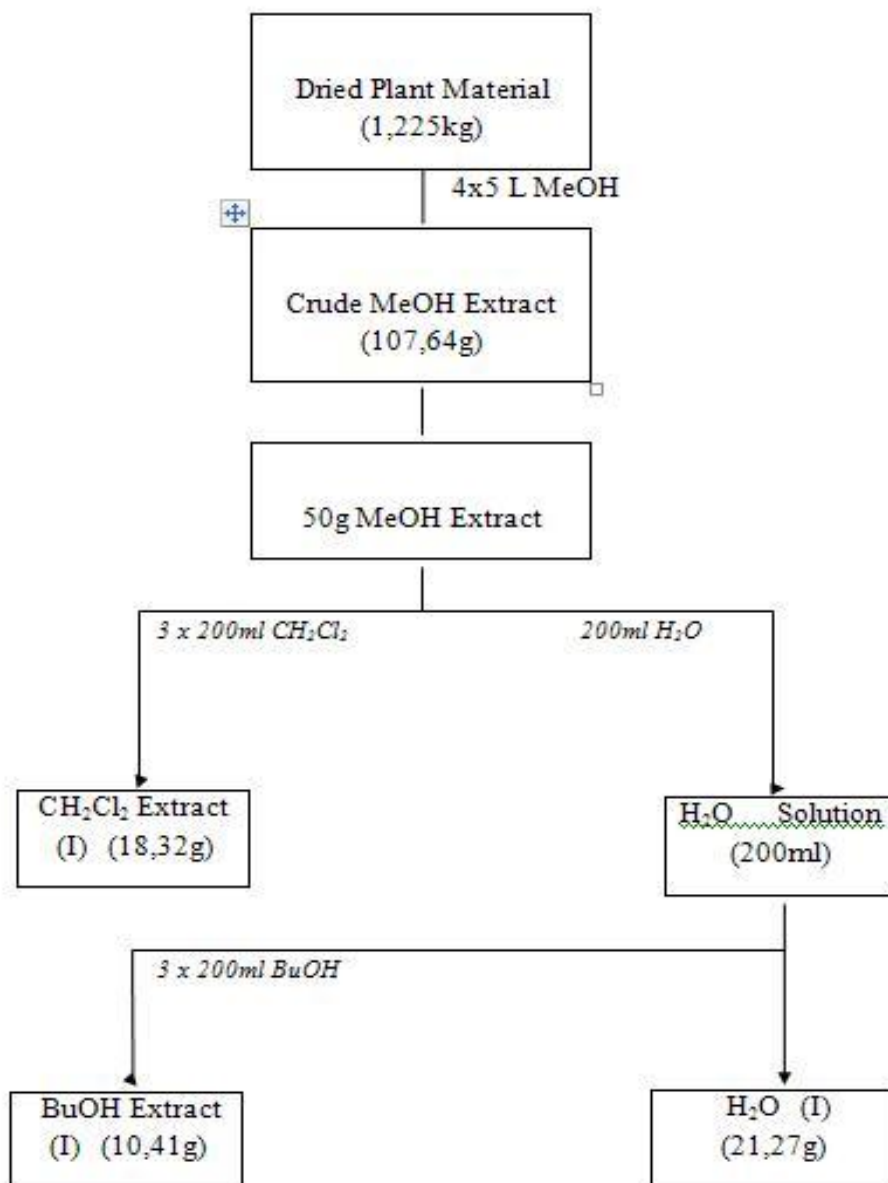 Dried Plant Material
(1,225kg)
4x5 L MeOH
Crude MeOH Extract
(107,64g)
50g MeOH Extract
3 x 200ml CH₂Cl₂
200ml H₂O
CH₂Cl₂ Extract
(I) (18,32g)
H₂O Solution
(200ml)
3 x 200ml BuOH
BuOH Extract
(I) (10,41g)
H₂O (I)
(21,27g)